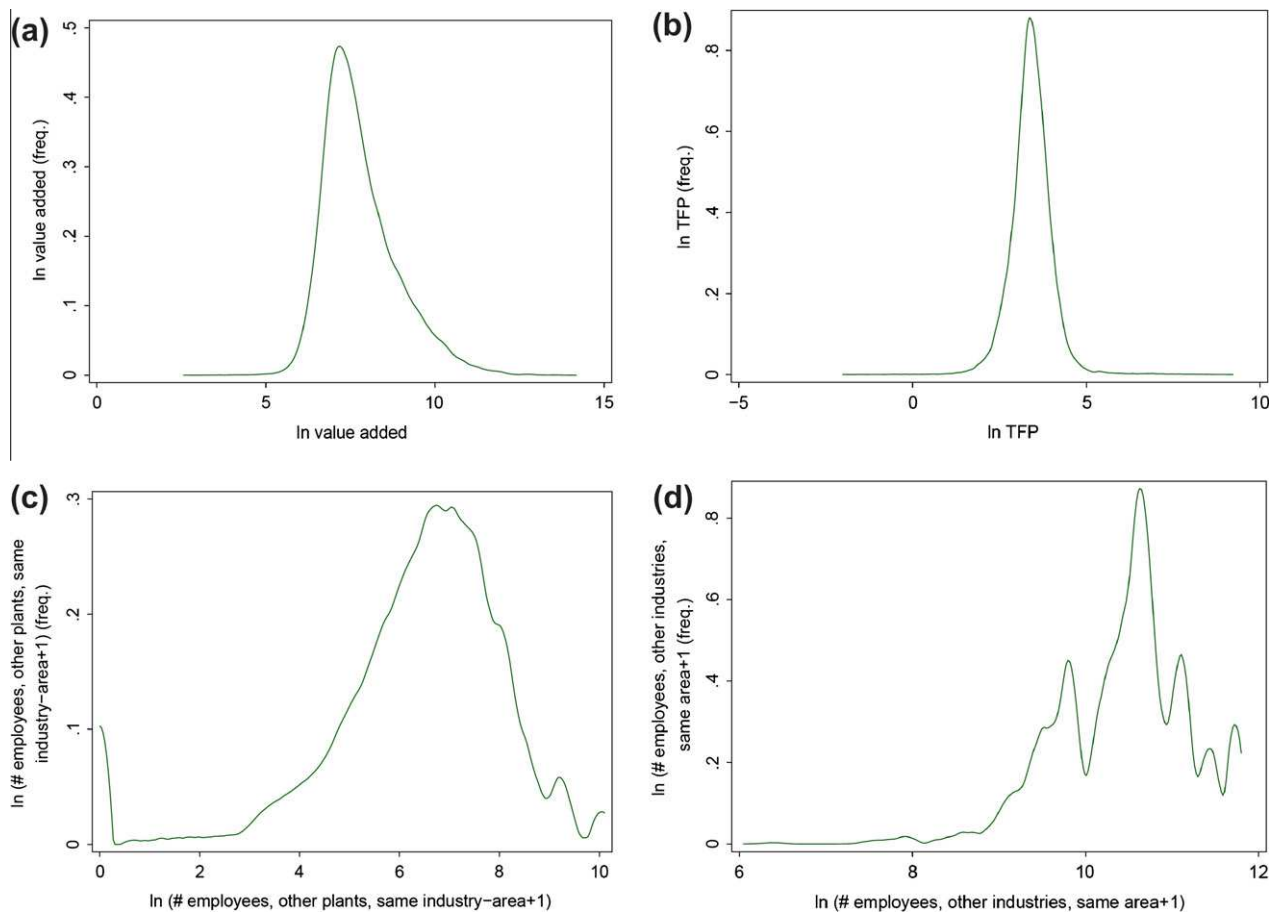 (a)
ln value added (freq.)
.5
.4
.3
.2
.1
0
0 5 10 15
ln value added
(b)
ln TFP (freq.)
.8
.6
.4
.2
0
−5 0 5 10
ln TFP
(c)
ln (# employees, other plants, same
industry−area+1) (freq.)
.3
.2
.1
0
0 2 4 6 8 10
ln (# employees, other plants, same industry−area+1)
(d)
ln (# employees, other industries,
same area+1 (freq.)
.8
.6
.4
.2
0
6 8 10 12
ln (# employees, other industries, same area+1)